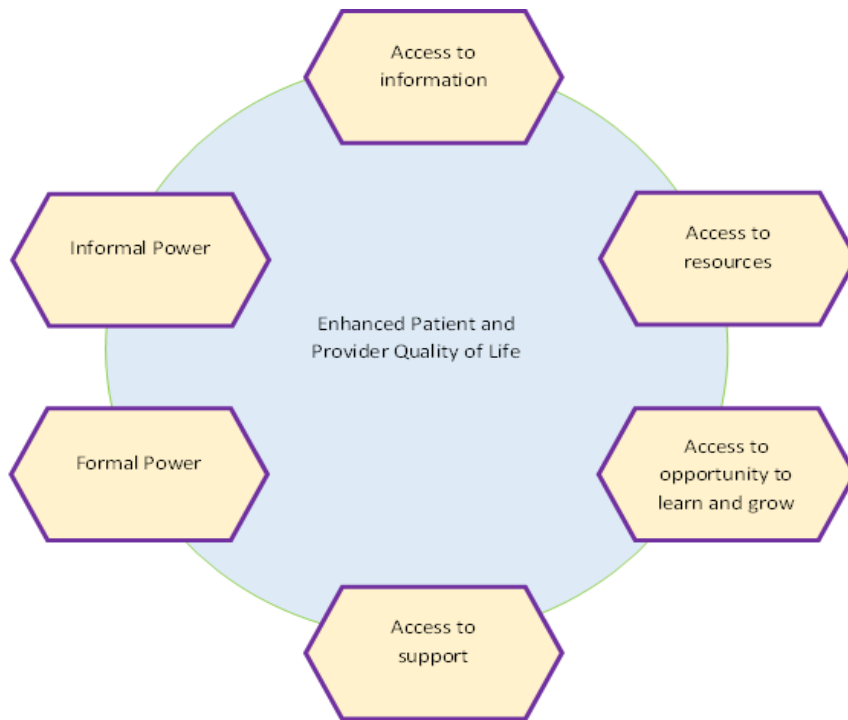 Access to
information
Informal Power
Access to
resources
Enhanced Patient and
Provider Quality of Life
Formal Power
Access to
opportunity to
learn and grow
Access to
support